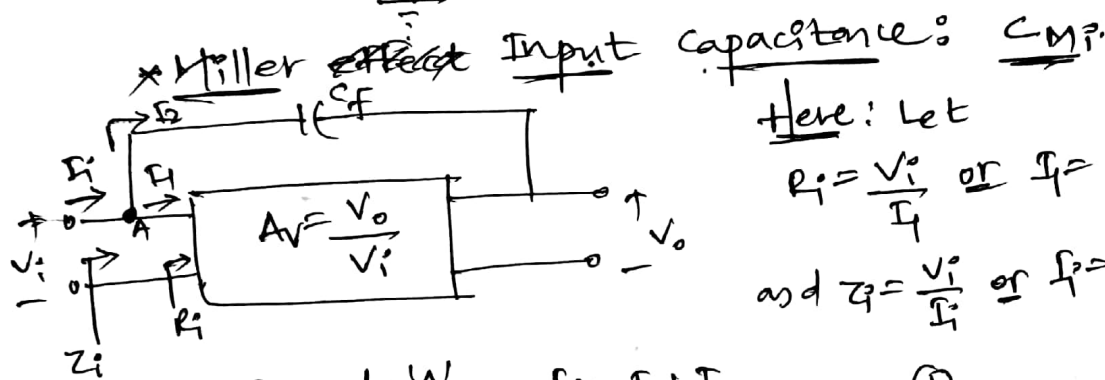 * Miller Input Capacitance: CMi
Here: Let
I2
Cf
Ii
I1
Ri = Vi/I1 or I1 =
+
A
Av = Vo/Vi
Vo
Vi
-
-
and Zi = Vi/Ii or Ii =
Ri
Zi